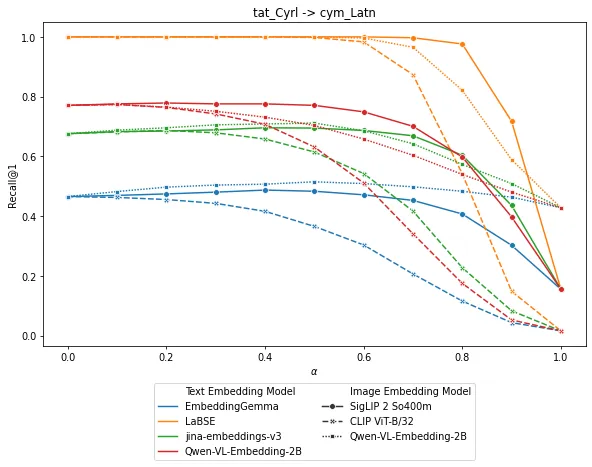 tat_Cyrl -> cym_Latn
Recall@1
1.0
0.8
0.6
0.4
0.2
0.0
0.0 0.2 0.4 0.6 0.8 1.0
α
Text Embedding Model Image Embedding Model
EmbeddingGemma SigLIP 2 So400m
LaBSE CLIP ViT-B/32
jina-embeddings-v3 Qwen-VL-Embedding-2B
Qwen-VL-Embedding-2B